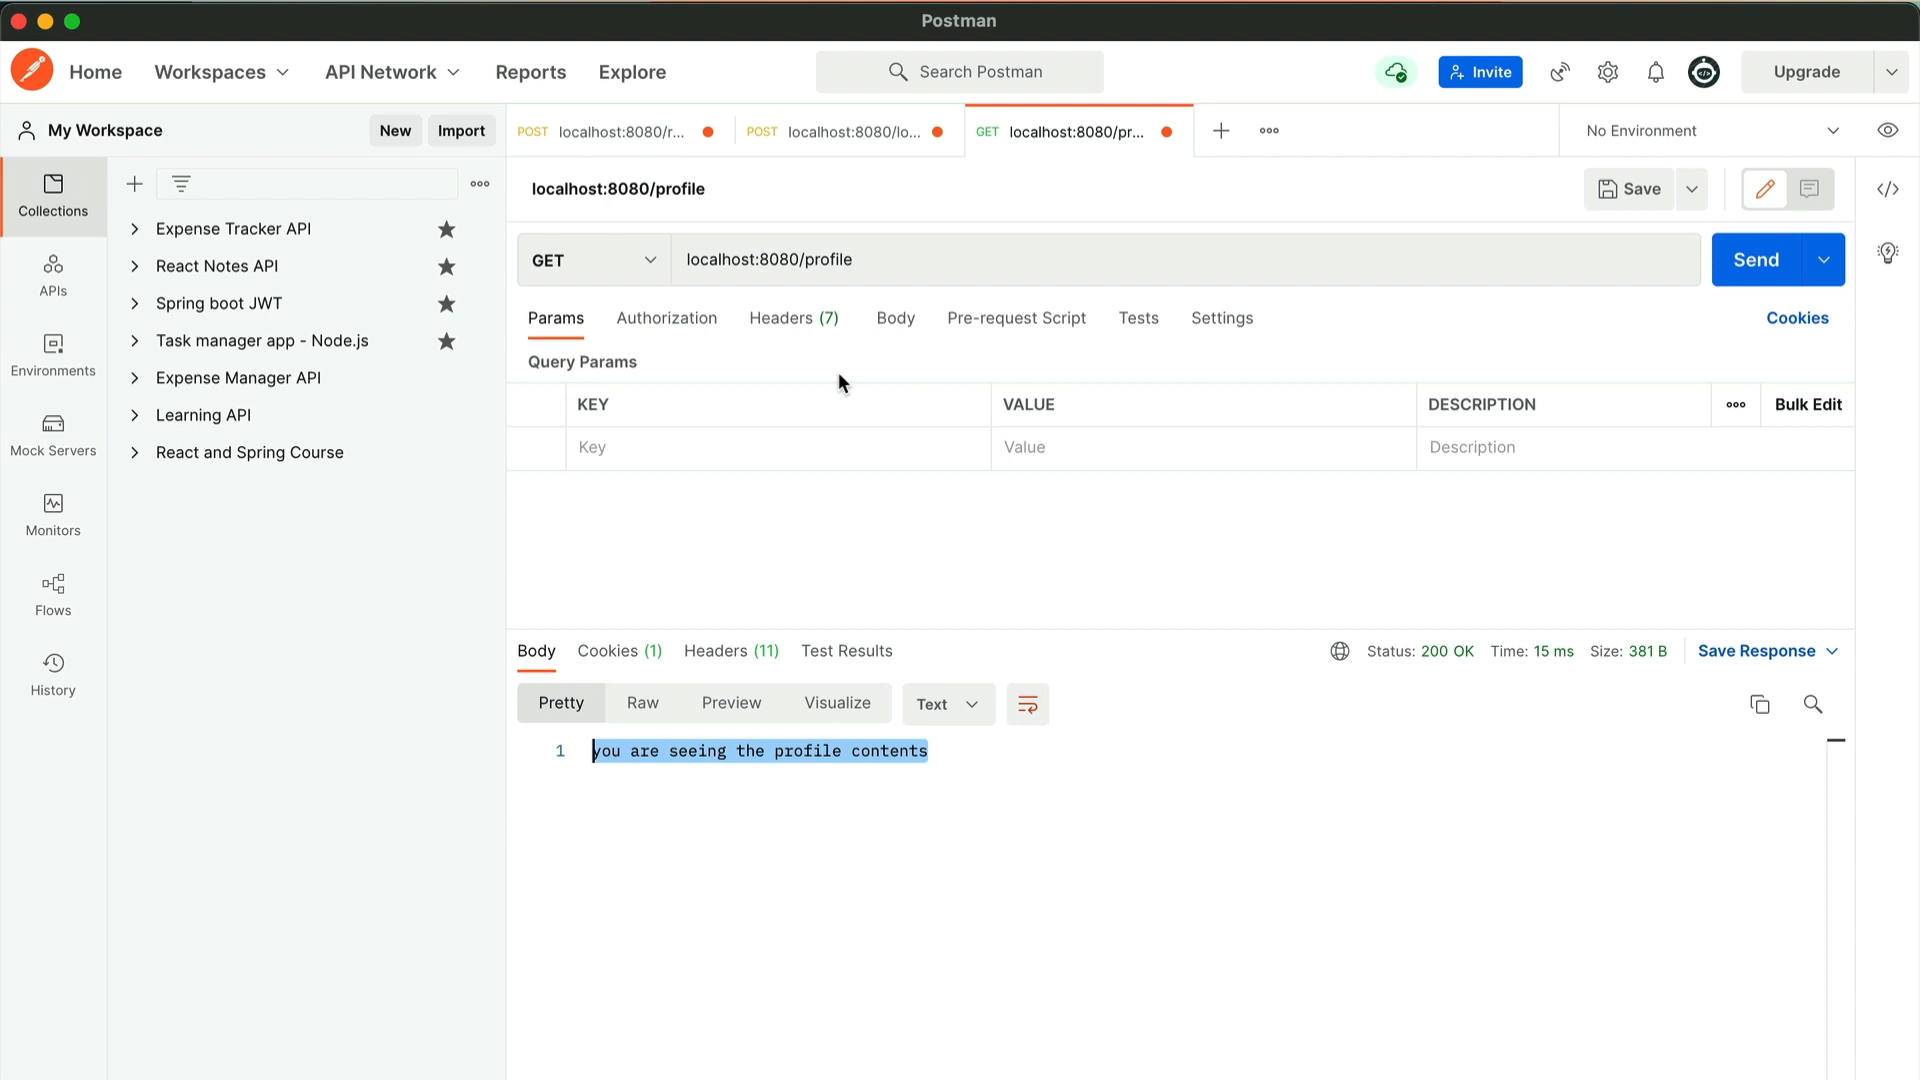 Postman
Home Workspaces API Network Reports Explore Search Postman Invite Upgrade
My Workspace New Import POST localhost:8080/r... POST localhost:8080/lo... GET localhost:8080/pr... No Environment
Collections
APIs
Environments
Mock Servers
Monitors
Flows
History
Expense Tracker API
React Notes API
Spring boot JWT
Task manager app - Node.js
Expense Manager API
Learning API
React and Spring Course
localhost:8080/profile Save
GET localhost:8080/profile Send
Params Authorization Headers (7) Body Pre-request Script Tests Settings Cookies
Query Params
KEY VALUE DESCRIPTION Bulk Edit
Key Value Description
Body Cookies (1) Headers (11) Test Results Status: 200 OK Time: 15 ms Size: 381 B Save Response
Pretty Raw Preview Visualize Text
1 you are seeing the profile contents